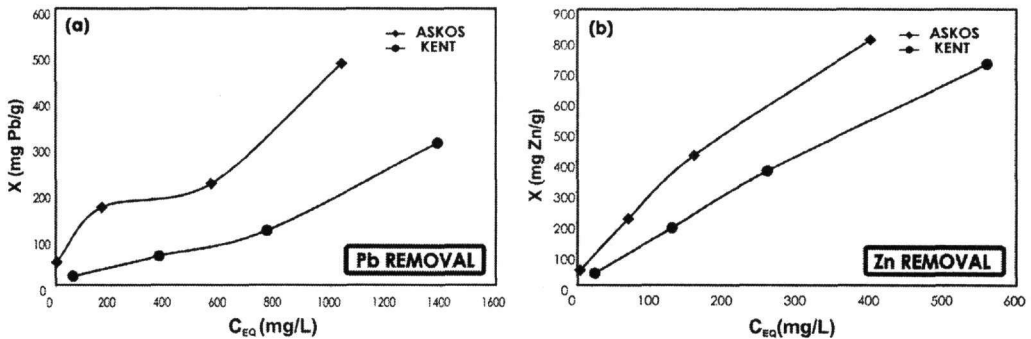 (a)
ASKOS
KENT
600
500
400
300
200
100
0
X (mg Pb/g)
0 200 400 600 800 1000 1200 1400 1600
C_EQ (mg/L)
Pb REMOVAL
(b)
ASKOS
KENT
900
800
700
600
500
400
300
200
100
0
X (mg Zn/g)
0 100 200 300 400 500 600
C_EQ (mg/L)
Zn REMOVAL